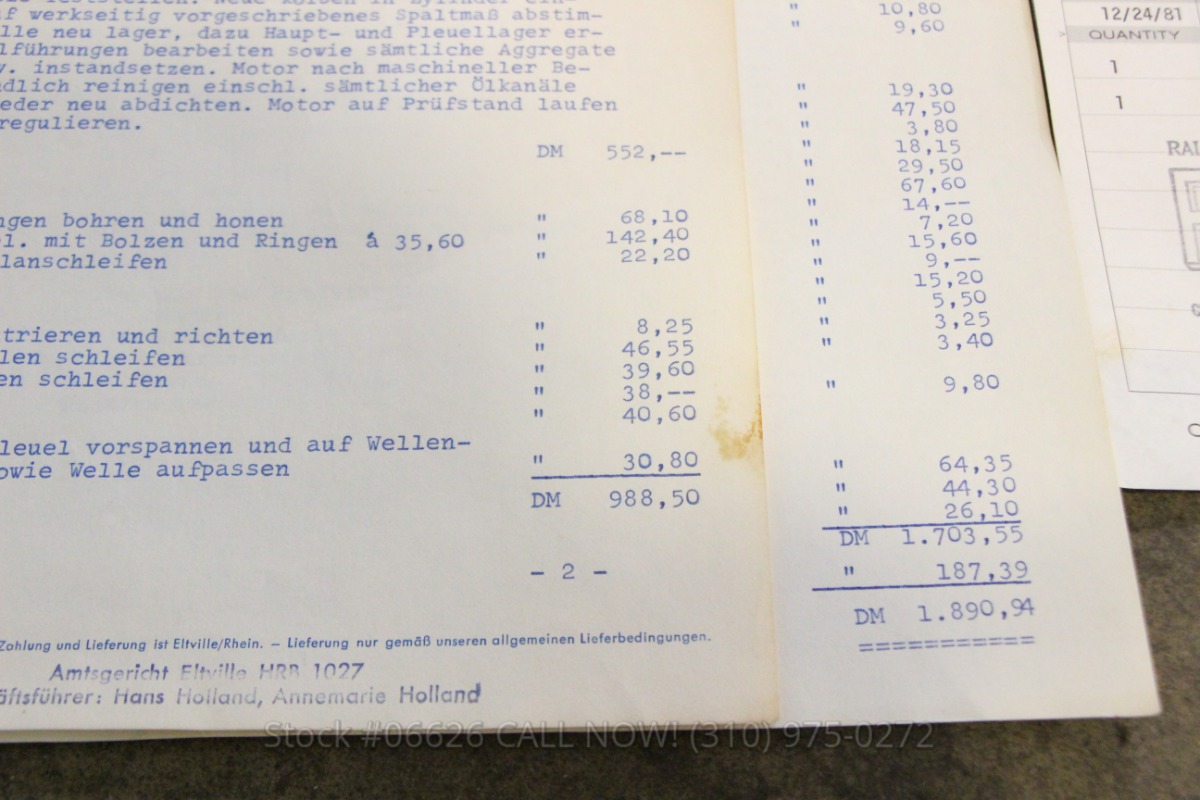 f werkseitig vorgeschriebenes Spaltmaß abstim-
lle neu lager, dazu Haupt- und Pleuellager er-
lführungen bearbeiten sowie sämtliche Aggregate
. instandsetzen. Motor nach maschineller Be-
dlich reinigen einschl. sämtlicher Ölkanäle
eder neu abdichten. Motor auf Prüfstand laufen
regulieren.
DM 552,--
ngen bohren und honen " 68,10
l. mit Bolzen und Ringen á 35,60 " 142,40
lanschleifen " 22,20
trieren und richten " 8,25
len schleifen " 46,55
en schleifen " 39,60
" 38,--
" 40,60
leuel vorspannen und auf Wellen-
owie Welle aufpassen " 30,80
DM 988,50
- 2 -
Zahlung und Lieferung ist Eltville/Rhein. – Lieferung nur gemäß unseren allgemeinen Lieferbedingungen.
Amtsgericht Eltville HRB 1027
äftsführer: Hans Holland, Annemarie Holland
" 10,80
" 9,60
" 19,30
" 47,50
" 3,80
" 18,15
" 29,50
" 67,60
" 14,--
" 7,20
" 15,60
" 9,--
" 15,20
" 5,50
" 3,25
" 3,40
" 9,80
" 64,35
" 44,30
" 26,10
DM 1.703,55
" 187,39
DM 1.890,94
===========
12/24/81
QUANTITY
1
1
RAL
Stock #06626 CALL NOW! (310) 975-0272